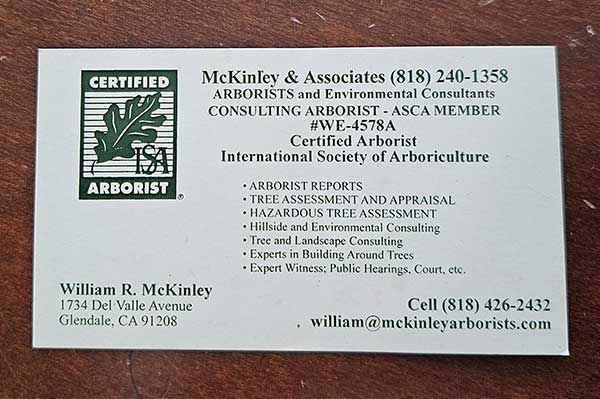 CERTIFIED
ISA
ARBORIST
®
McKinley & Associates (818) 240-1358
ARBORISTS and Environmental Consultants
CONSULTING ARBORIST - ASCA MEMBER
#WE-4578A
Certified Arborist
International Society of Arboriculture
• ARBORIST REPORTS
• TREE ASSESSMENT AND APPRAISAL
• HAZARDOUS TREE ASSESSMENT
• Hillside and Environmental Consulting
• Tree and Landscape Consulting
• Experts in Building Around Trees
• Expert Witness; Public Hearings, Court, etc.
William R. McKinley
1734 Del Valle Avenue
Glendale, CA 91208
Cell (818) 426-2432
william@mckinleyarborists.com